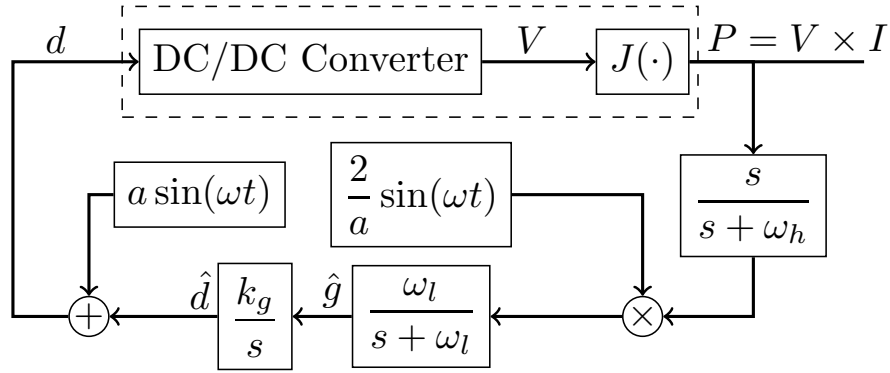 d
DC/DC Converter
V
J(·)
P = V × I
a sin(ωt)
2/a sin(ωt)
s/(s + ω_h)
+
d̂
k_g/s
ĝ
ω_l/(s + ω_l)
×